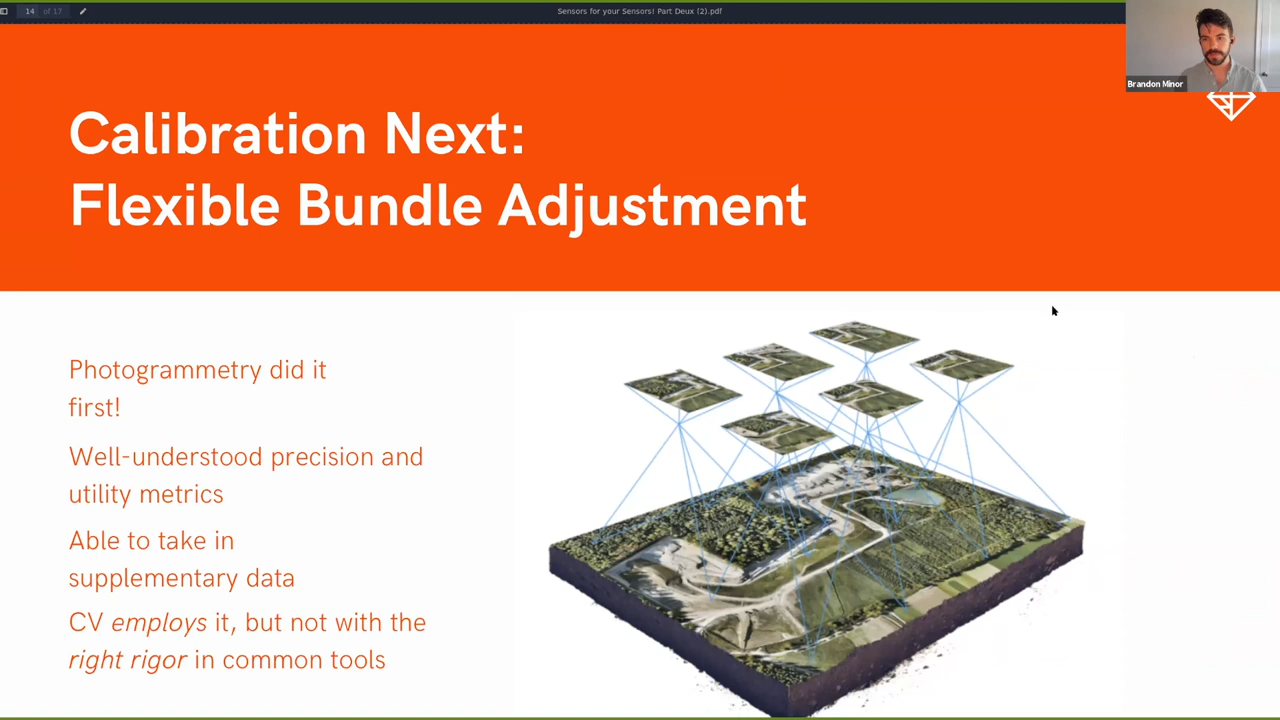 14 of 17
Sensors for your Sensors! Part Deux (2).pdf
Brandon Minor
Calibration Next:
Flexible Bundle Adjustment
Photogrammetry did it
first!
Well-understood precision and
utility metrics
Able to take in
supplementary data
CV employs it, but not with the
right rigor in common tools